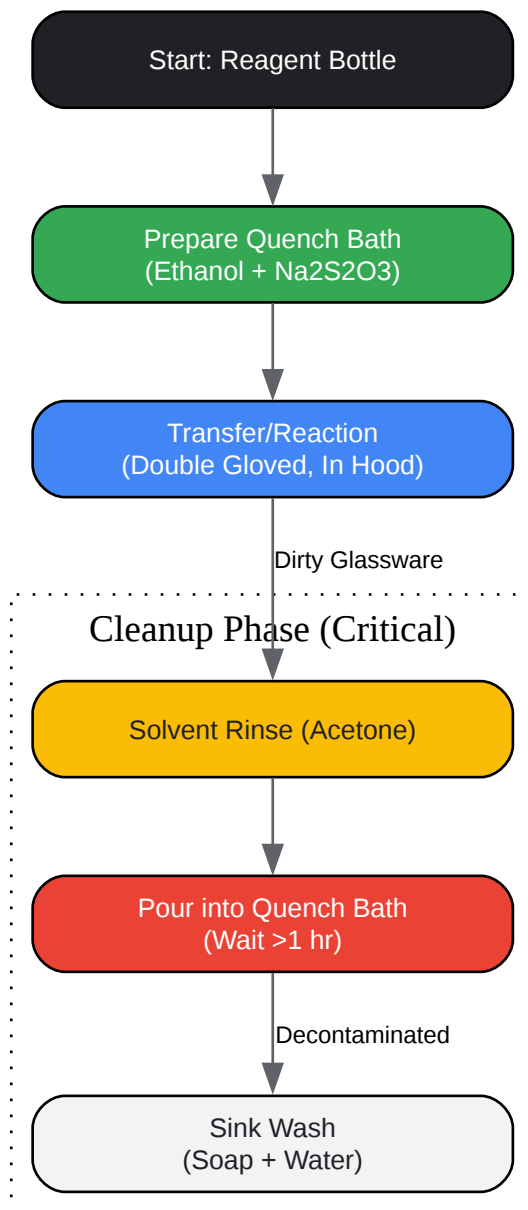 Start: Reagent Bottle
Prepare Quench Bath
(Ethanol + Na2S2O3)
Transfer/Reaction
(Double Gloved, In Hood)
Dirty Glassware
Cleanup Phase (Critical)
Solvent Rinse (Acetone)
Pour into Quench Bath
(Wait >1 hr)
Decontaminated
Sink Wash
(Soap + Water)